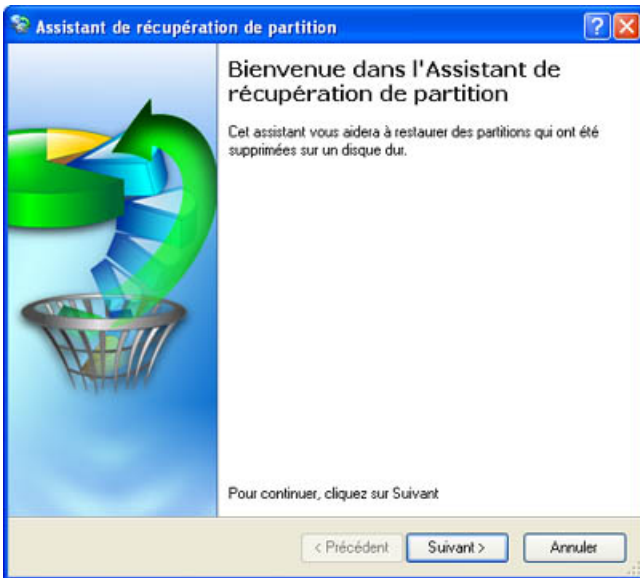 Assistant de récupération de partition
Bienvenue dans l'Assistant de
récupération de partition
Cet assistant vous aidera à restaurer des partitions qui ont été
supprimées sur un disque dur.
Pour continuer, cliquez sur Suivant
< Précédent Suivant > Annuler